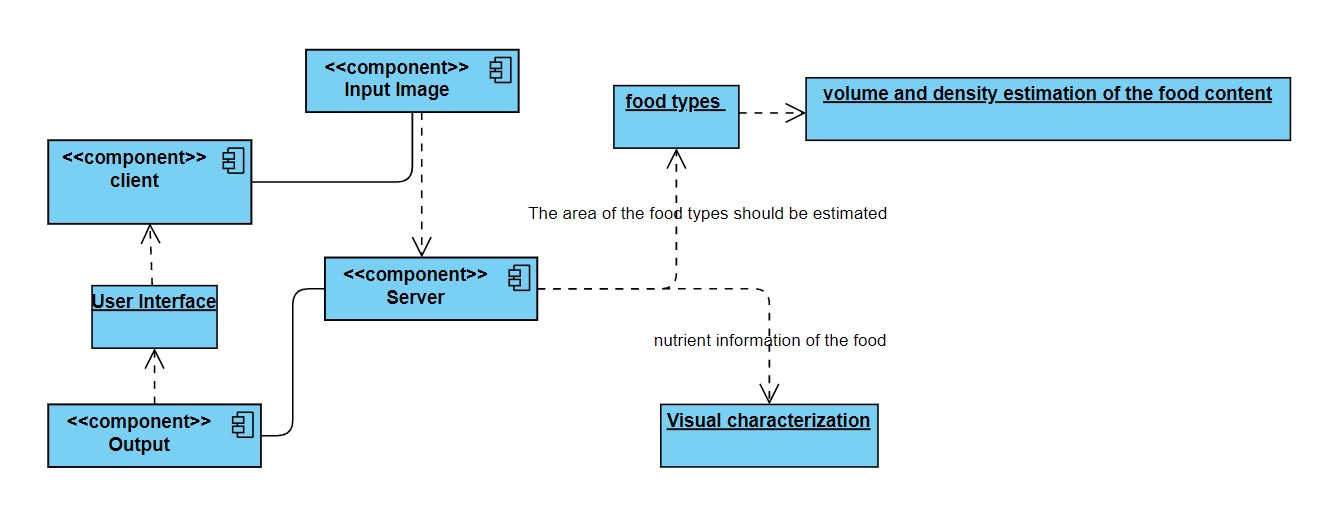 <<component>>
Input Image
food types
volume and density estimation of the food content
<<component>>
client
The area of the food types should be estimated
<<component>>
Server
User Interface
nutrient information of the food
<<component>>
Output
Visual characterization